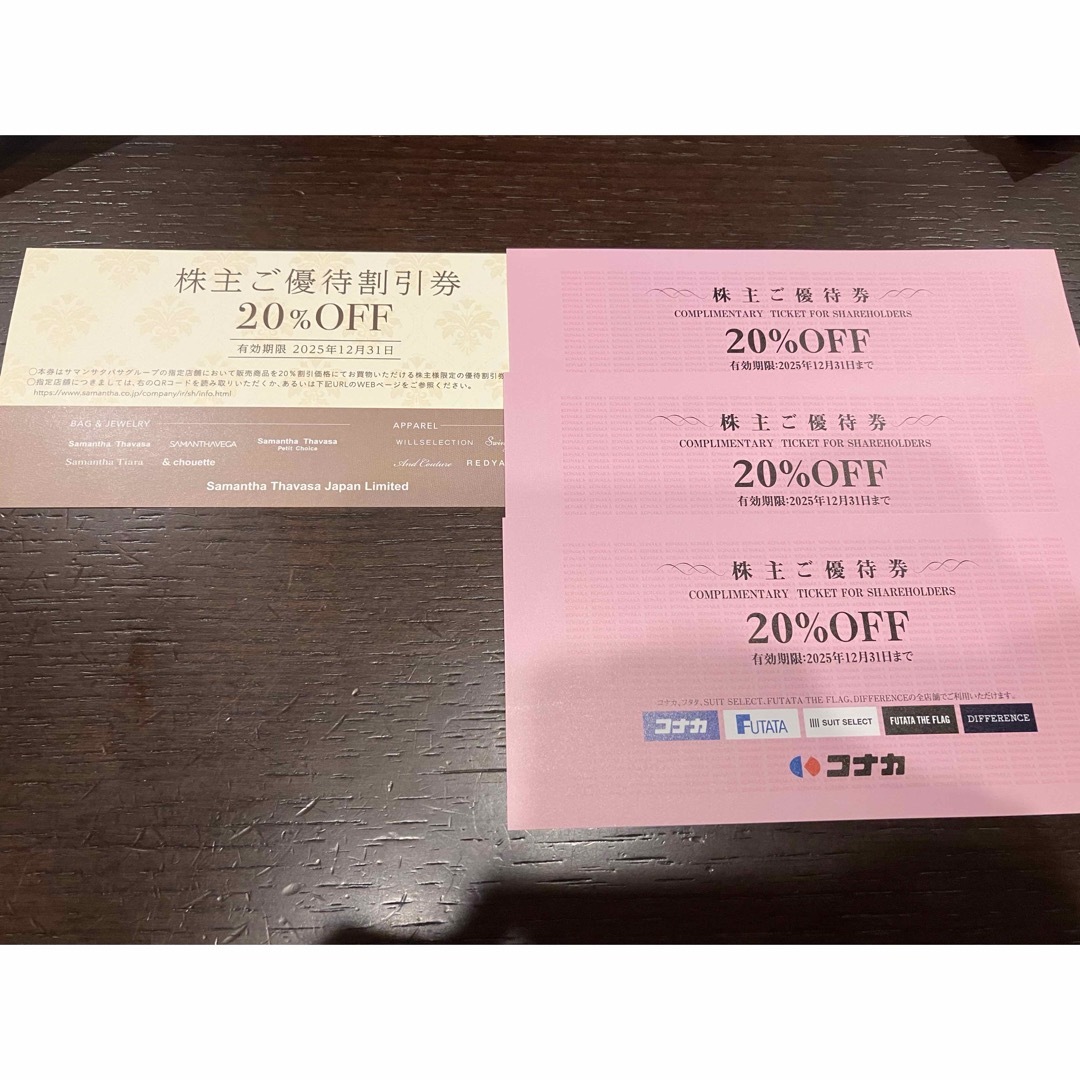 株主ご優待割引券
20%OFF
有効期限 2025年12月31日
○本券はサマンサタバサグループの指定店舗において販売商品を20%割引価格にてお買物いただける株主様限定の優待割引券
○指定店舗につきましては、右のQRコードを読み取りいただくか、あるいは下記URLのWEBページをご参照ください。
https://www.samantha.co.jp/company/ir/sh/info.html
BAG & JEWELRY
Samantha Thavasa SAMANTHAVEGA Samantha Thavasa Petit Choice
Samantha Tiara & chouette
APPAREL
WILLSELECTION
And Couture REDYA
Samantha Thavasa Japan Limited
株主ご優待券
COMPLIMENTARY TICKET FOR SHAREHOLDERS
20%OFF
有効期限:2025年12月31日まで
株主ご優待券
COMPLIMENTARY TICKET FOR SHAREHOLDERS
20%OFF
有効期限:2025年12月31日まで
株主ご優待券
COMPLIMENTARY TICKET FOR SHAREHOLDERS
20%OFF
有効期限:2025年12月31日まで
コナカ、フタタ、SUIT SELECT、FUTATA THE FLAG、DIFFERENCEの全店舗でご利用いただけます。
コナカ FUTATA SUIT SELECT FUTATA THE FLAG DIFFERENCE
コナカ